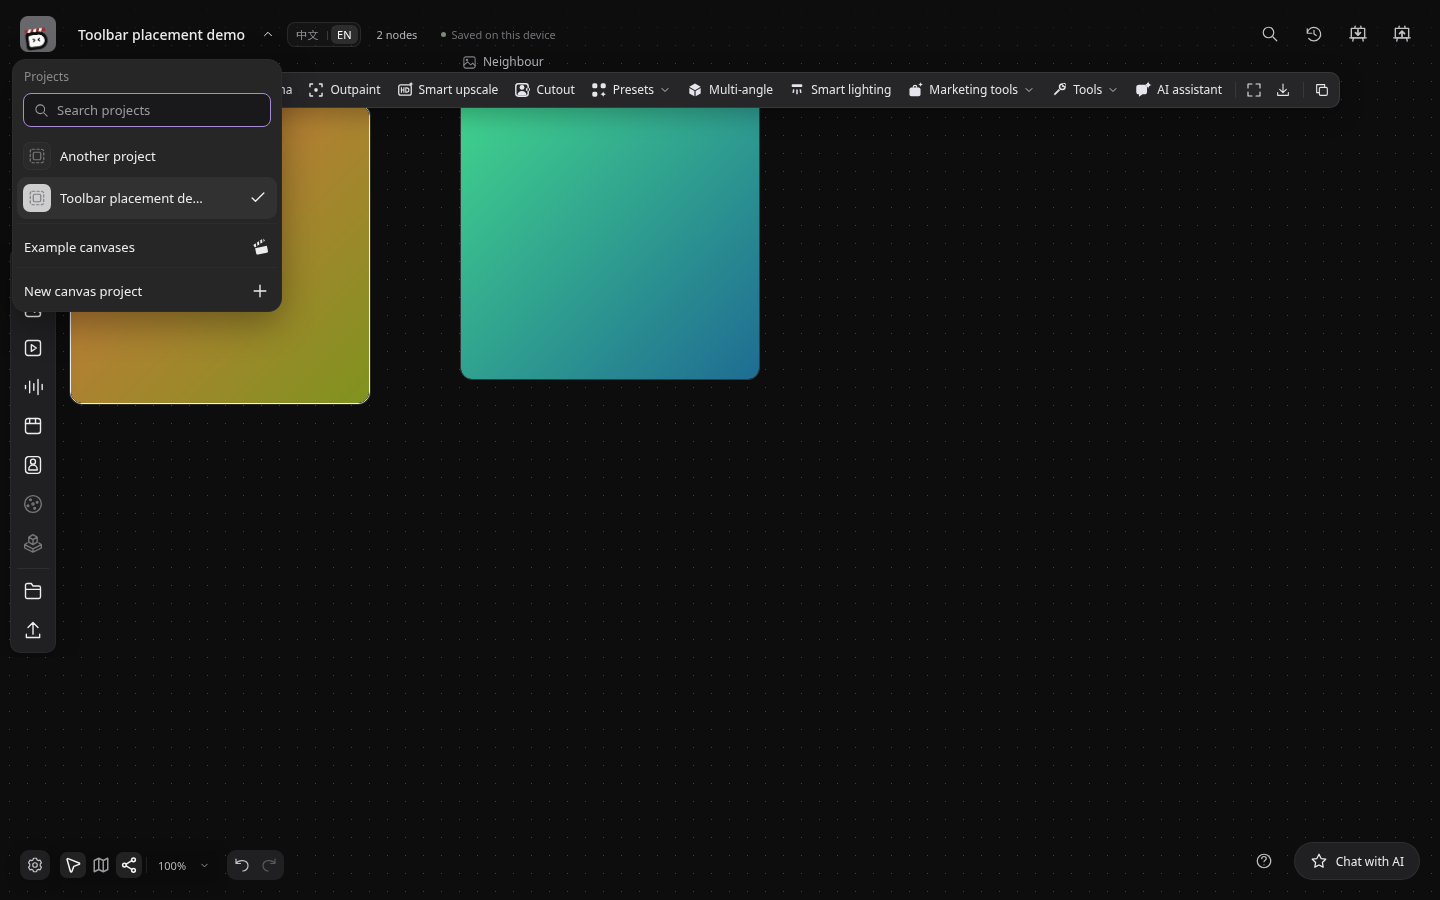 Toolbar placement demo
中文 EN
2 nodes
Saved on this device
Neighbour
Projects
Search projects
Another project
Toolbar placement de...
Example canvases
New canvas project
Outpaint
Smart upscale
HD
Cutout
Presets
Multi-angle
Smart lighting
Marketing tools
Tools
AI assistant
100%
Chat with AI